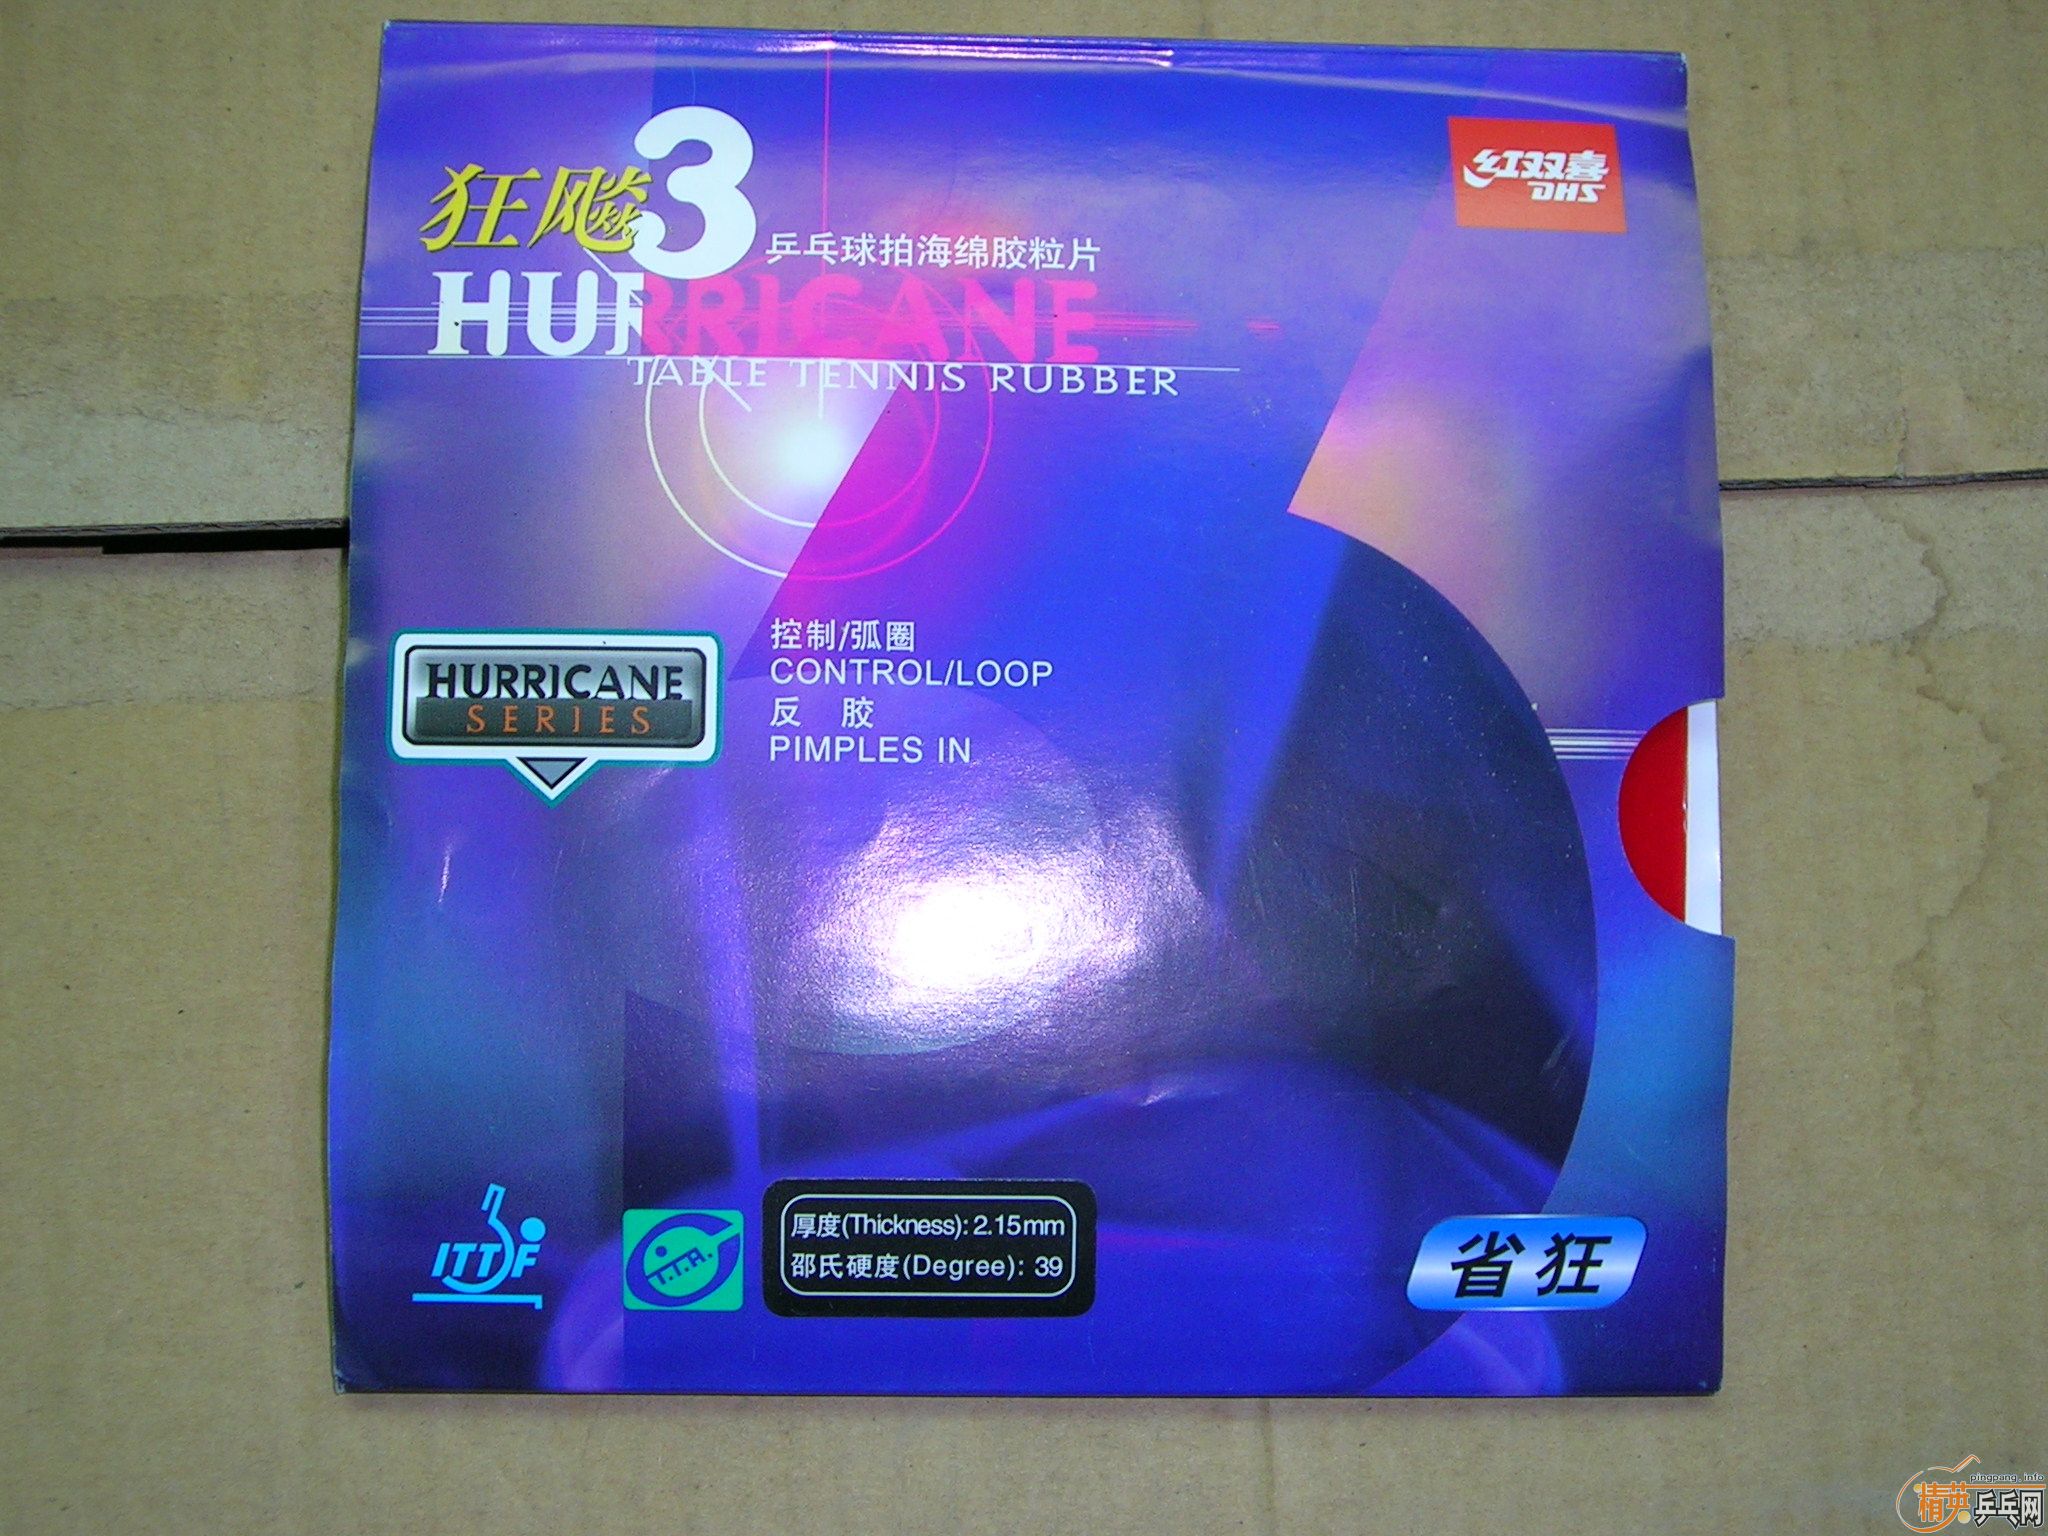 狂飚3
乒乓球拍海绵胶粒片
HURRICANE
TABLE TENNIS RUBBER
红双喜
DHS
控制/弧圈
CONTROL/LOOP
反 胶
PIMPLES IN
HURRICANE
SERIES
ITTF
C.T.T.A.
厚度(Thickness): 2.15mm
邵氏硬度(Degree): 39
省狂
pingpang.info
精英乒乓网